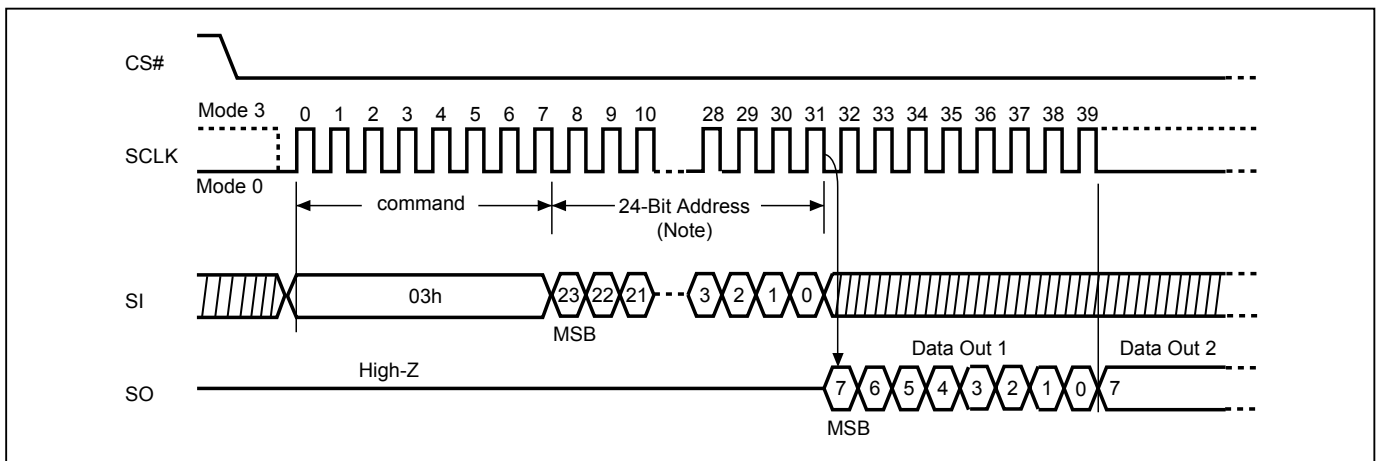 CS#
Mode 3
0 1 2 3 4 5 6 7 8 9 10 28 29 30 31 32 33 34 35 36 37 38 39
SCLK
Mode 0
command
24-Bit Address
(Note)
SI
03h
23 22 21 3 2 1 0
MSB
Data Out 1
Data Out 2
High-Z
SO
7 6 5 4 3 2 1 0 7
MSB